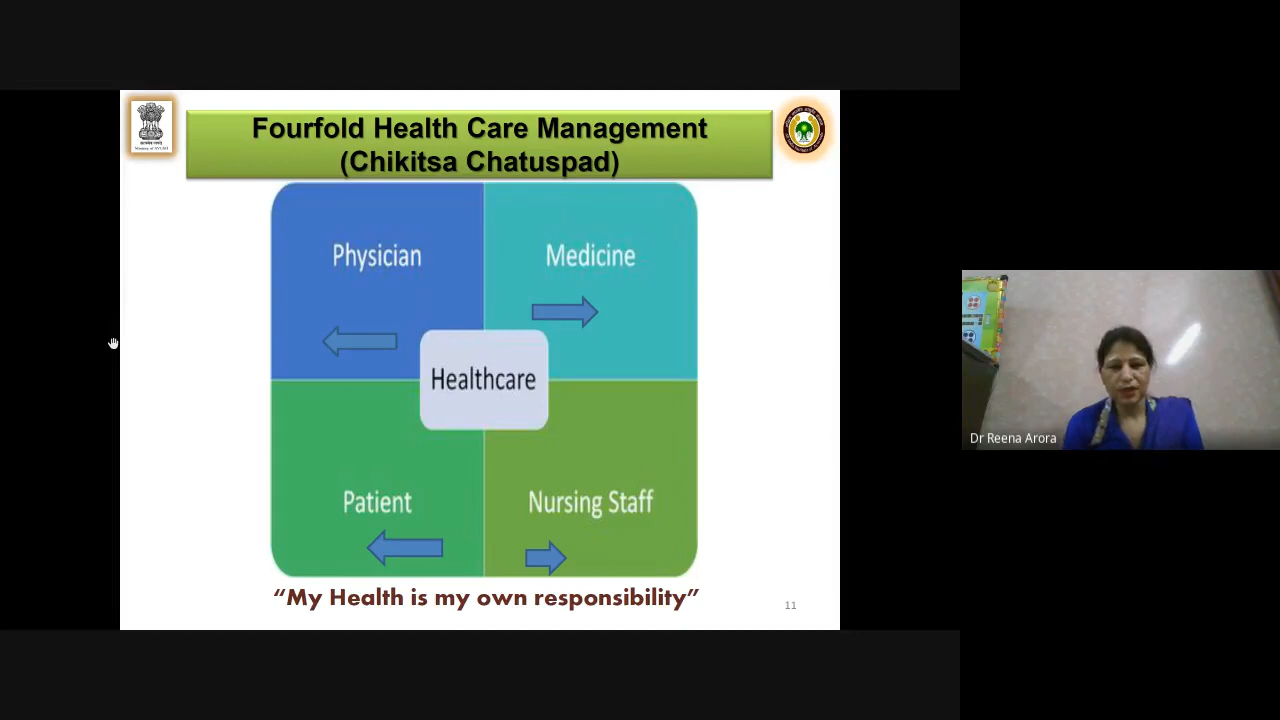 Fourfold Health Care Management
(Chikitsa Chatuspad)
Physician
Medicine
Healthcare
Patient
Nursing Staff
“My Health is my own responsibility”
11
Dr Reena Arora